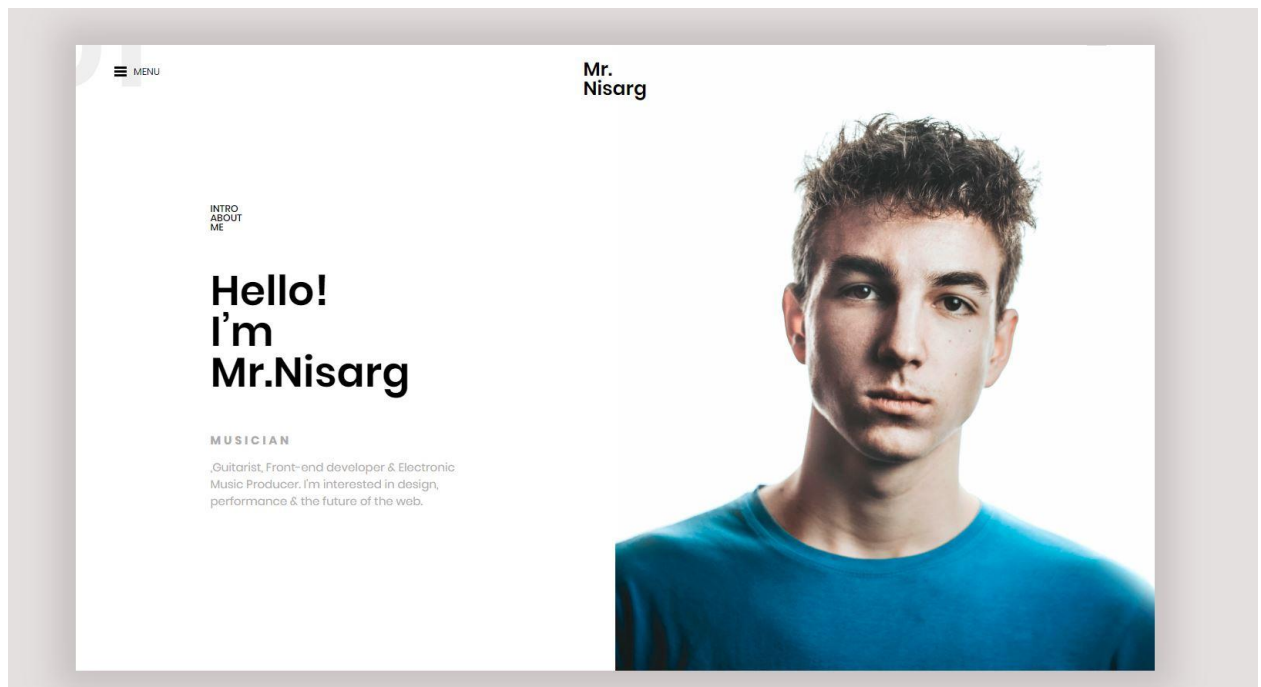 MENU
Mr.
Nisarg
INTRO
ABOUT
ME
Hello!
I’m
Mr.Nisarg
MUSICIAN
,Guitarist, Front-end developer & Electronic
Music Producer. I'm interested in design,
performance & the future of the web.